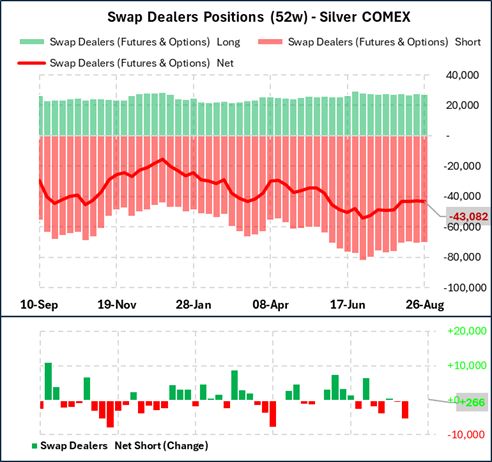 Swap Dealers Positions (52w) - Silver COMEX
Swap Dealers (Futures & Options) Long
Swap Dealers (Futures & Options) Short
Swap Dealers (Futures & Options) Net
40,000
20,000
-
-20,000
-40,000
-43,082
-60,000
-80,000
-100,000
10-Sep 19-Nov 28-Jan 08-Apr 17-Jun 26-Aug
+20,000
+10,000
+0
+266
-10,000
Swap Dealers Net Short (Change)